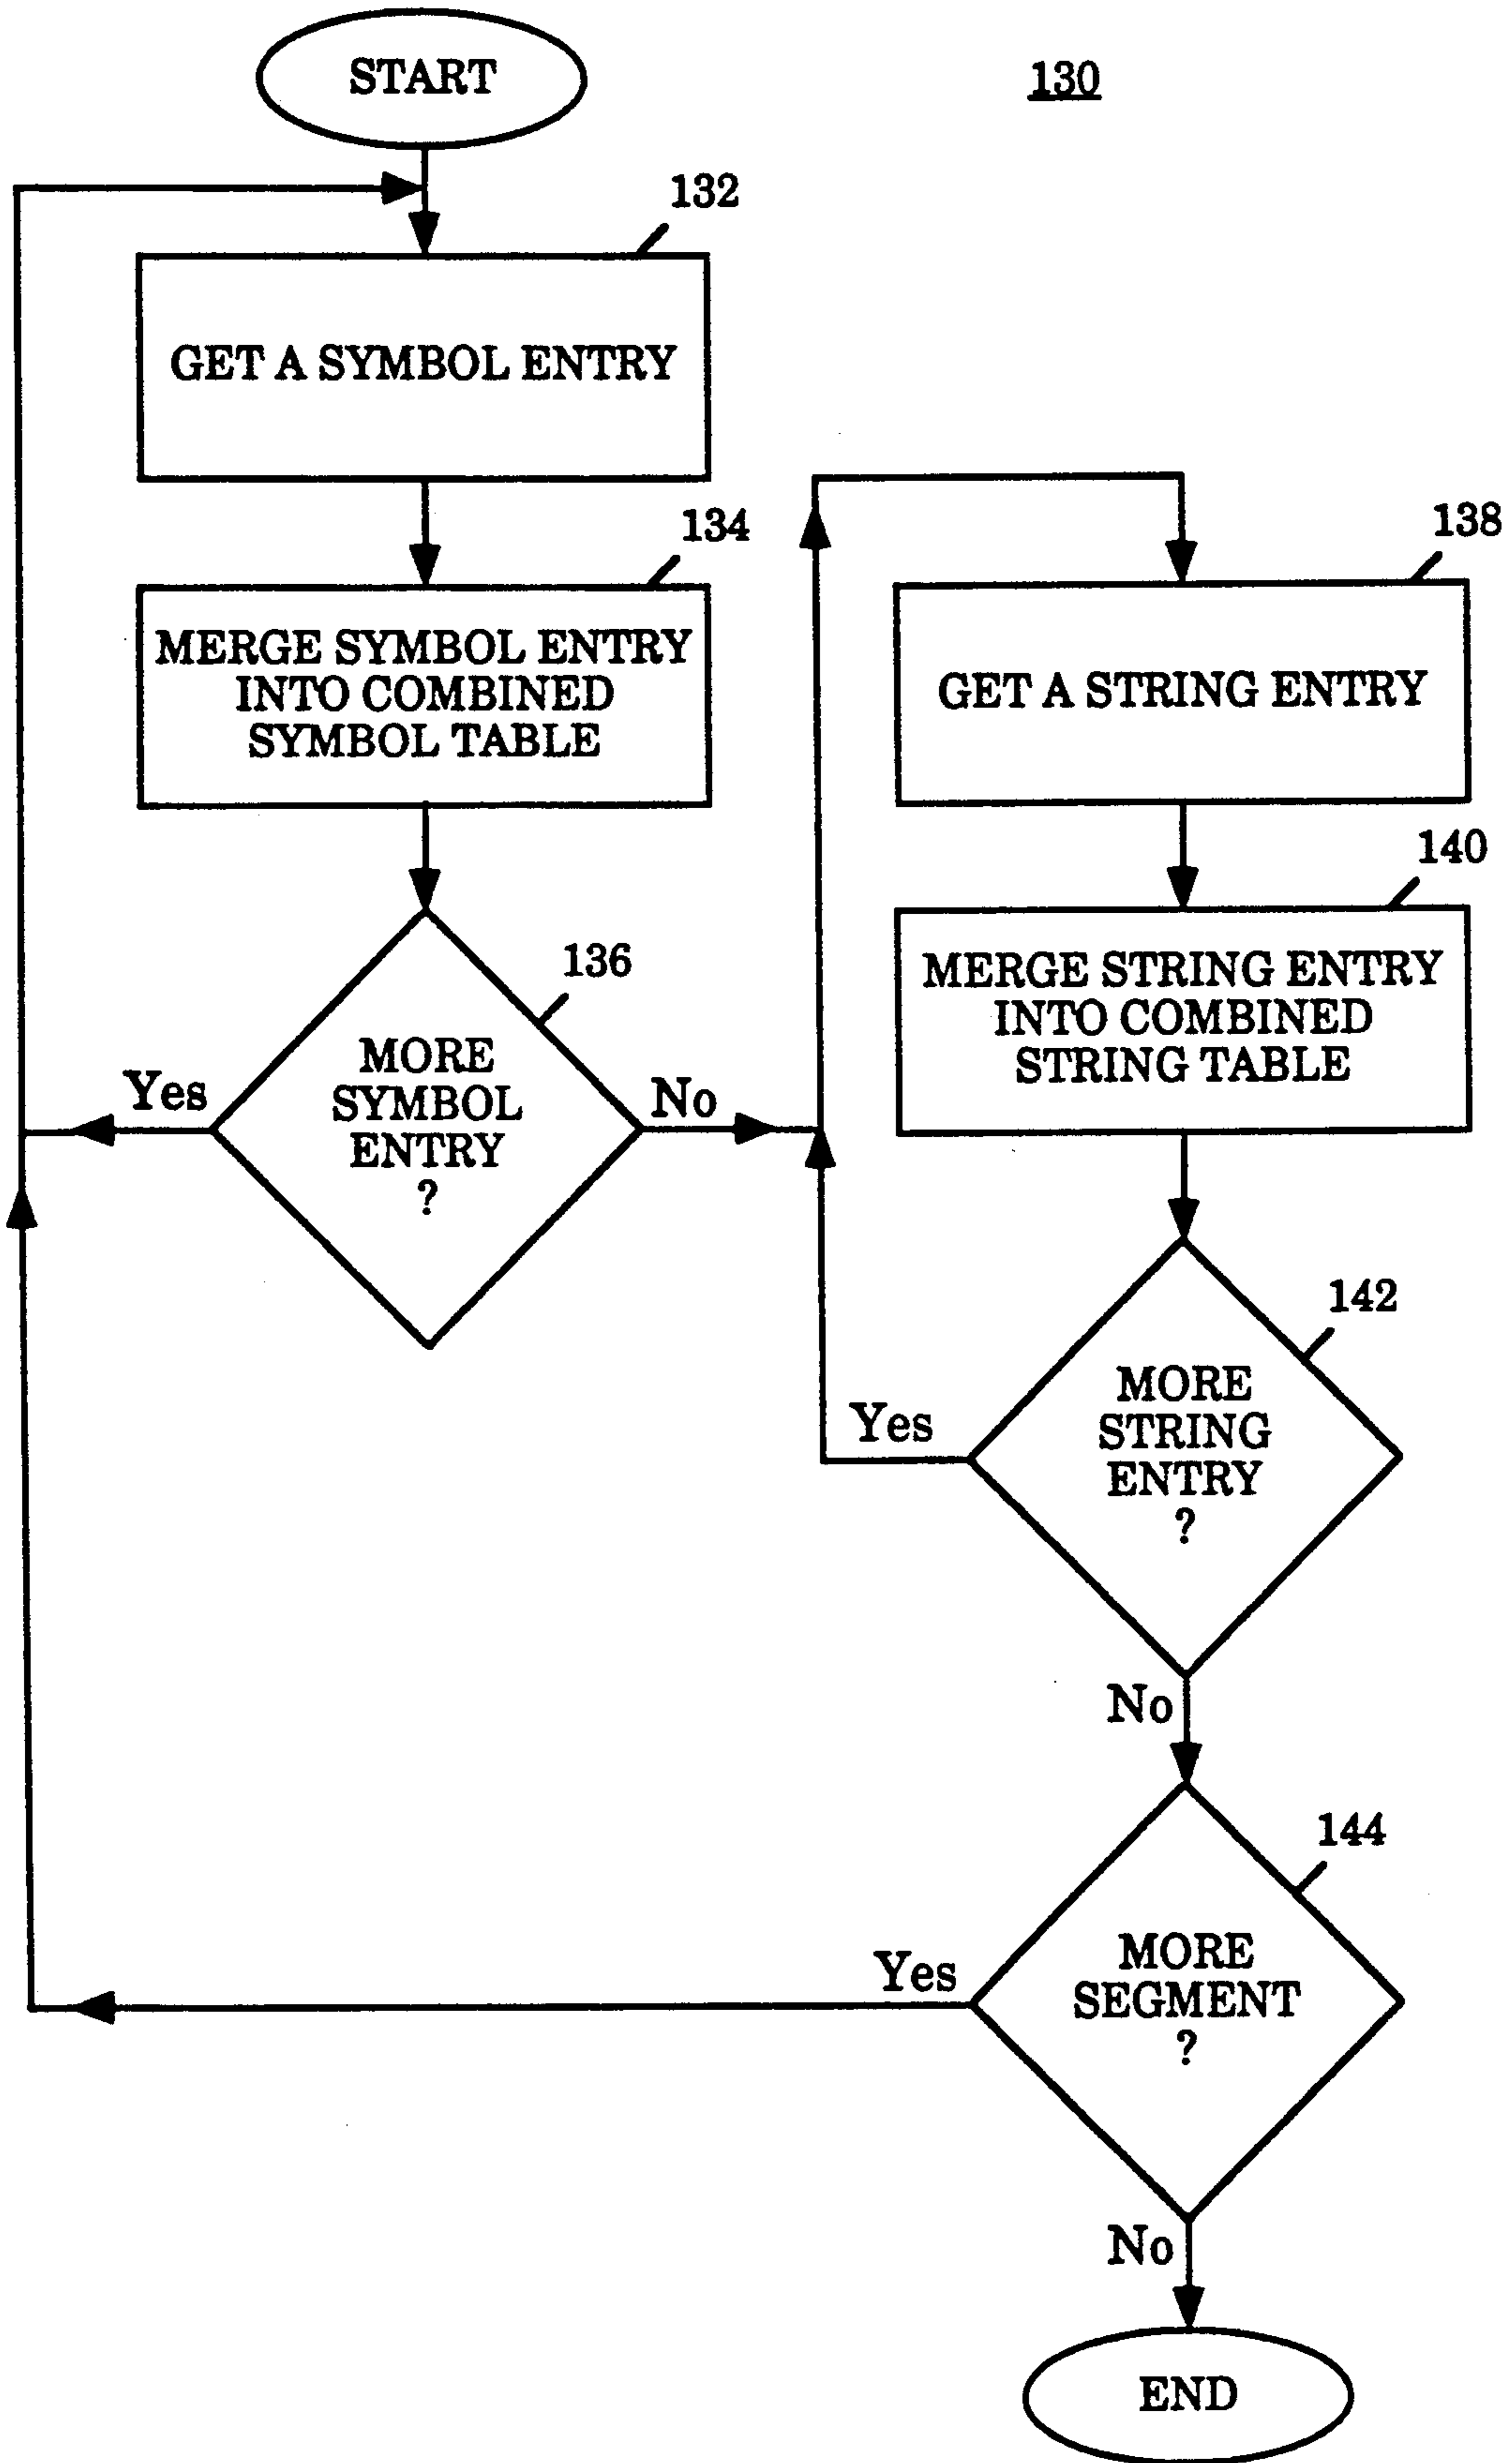 START
130
132
GET A SYMBOL ENTRY
134
MERGE SYMBOL ENTRY
INTO COMBINED
SYMBOL TABLE
136
MORE
SYMBOL
ENTRY
?
Yes
No
138
GET A STRING ENTRY
140
MERGE STRING ENTRY
INTO COMBINED
STRING TABLE
142
MORE
STRING
ENTRY
?
Yes
No
144
MORE
SEGMENT
?
Yes
No
END